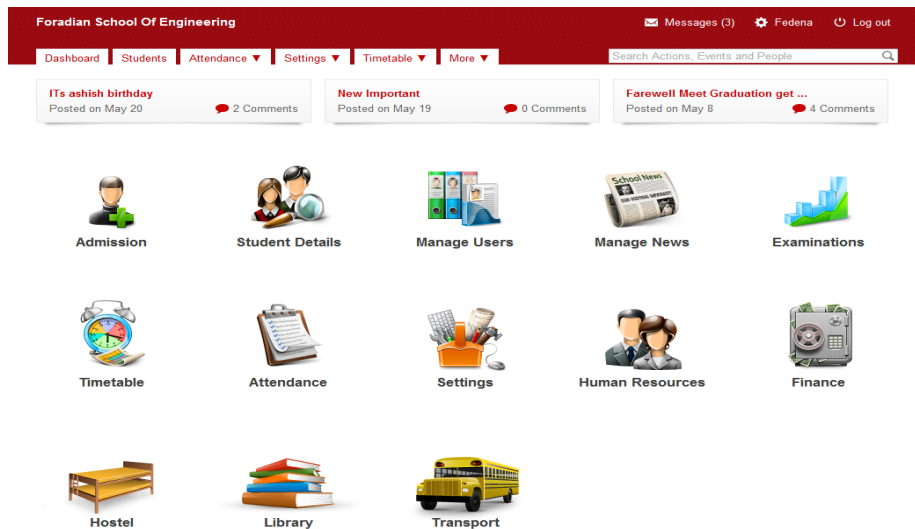 Foradian School Of Engineering
Messages (3) Fedena Log out
Dashboard Students Attendance ▼ Settings ▼ Timetable ▼ More ▼ Search Actions, Events and People
ITs ashish birthday
Posted on May 20 2 Comments
New Important
Posted on May 19 0 Comments
Farewell Meet Graduation get ...
Posted on May 8 4 Comments
School News
Admission Student Details Manage Users Manage News Examinations
Timetable Attendance Settings Human Resources Finance
Hostel Library Transport